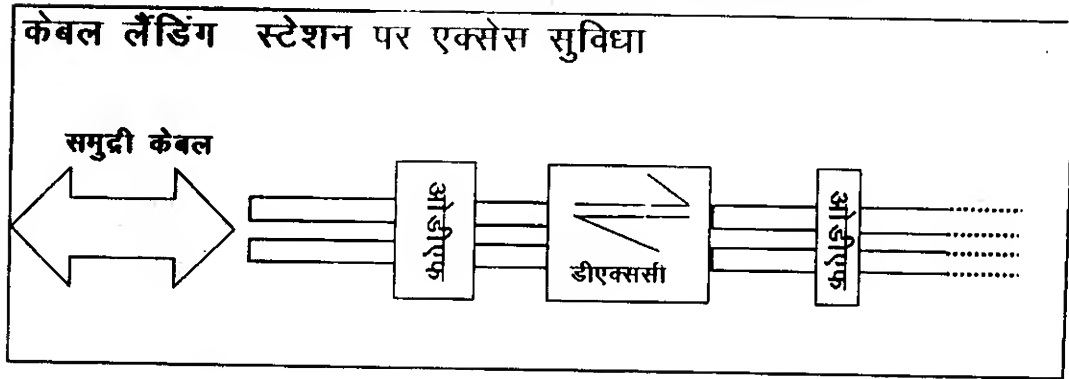 केबल लैंडिंग स्टेशन पर एक्सेस सुविधा
समुद्री केबल
ओडीएफ
डीएक्ससी
ओडीएफ